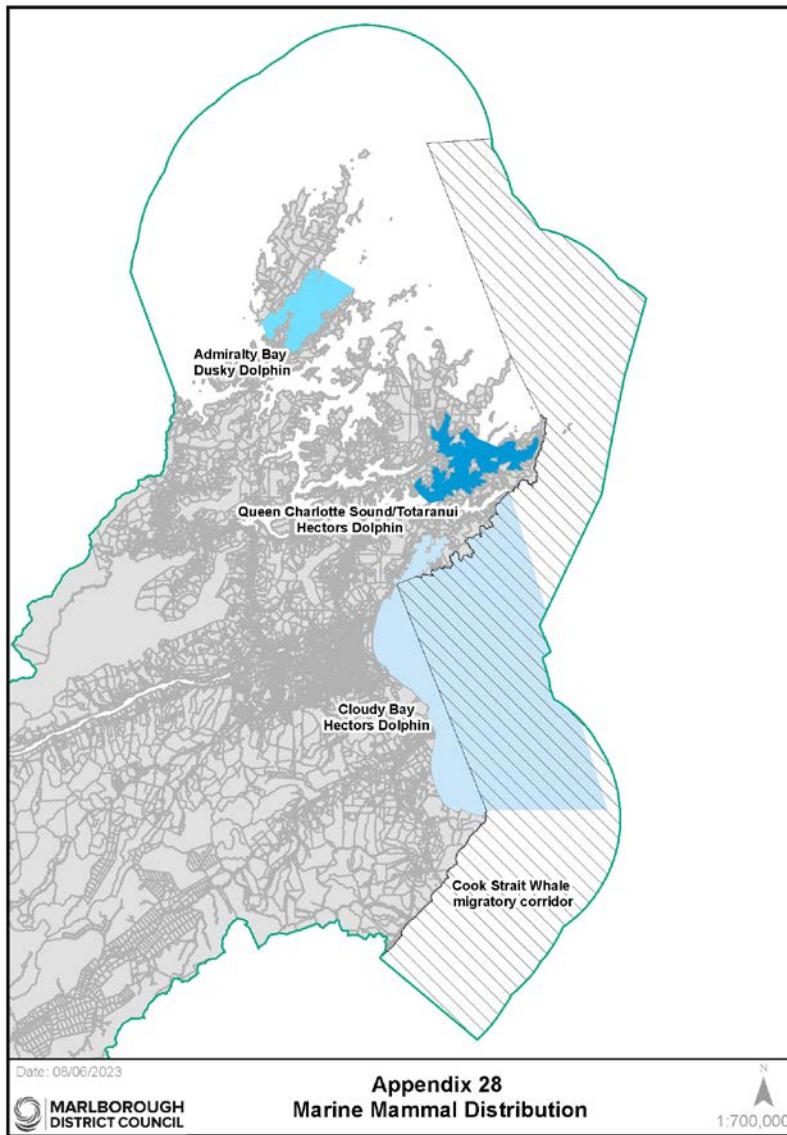 Admiralty Bay
Dusky Dolphin
Queen Charlotte Sound/Totaranui
Hectors Dolphin
Cloudy Bay
Hectors Dolphin
Cook Strait Whale
migratory corridor
Date: 08/06/2023
MARLBOROUGH
DISTRICT COUNCIL
Appendix 28
Marine Mammal Distribution
N
1:700,000